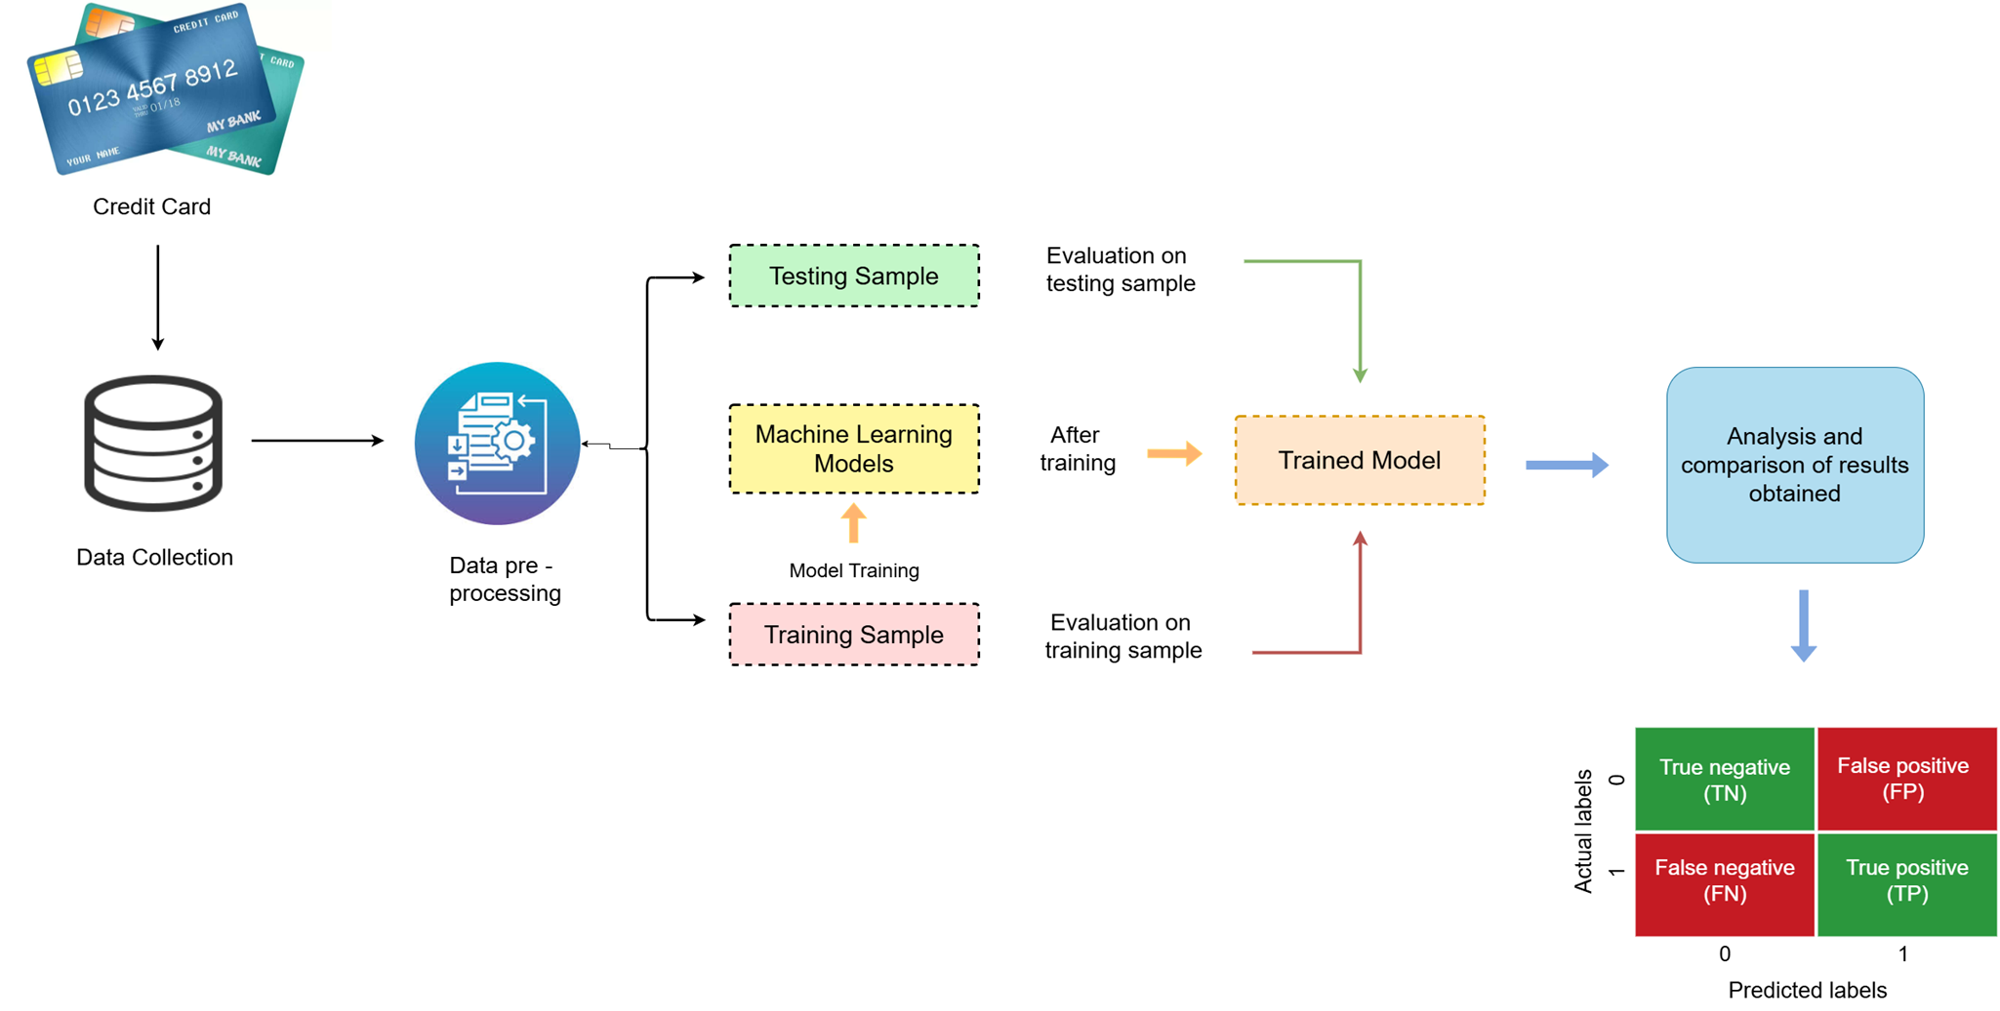 CREDIT CARD
T CARD
0123 4567 8912
VALID
THRU 01/18
MY BANK
YOUR NAME
MY BANK
Credit Card
Data Collection
Data pre -
processing
Testing Sample
Machine Learning
Models
Model Training
Training Sample
Evaluation on
testing sample
After
training
Evaluation on
training sample
Trained Model
Analysis and
comparison of results
obtained
Actual labels
0
True negative
(TN)
False positive
(FP)
1
False negative
(FN)
True positive
(TP)
0
1
Predicted labels